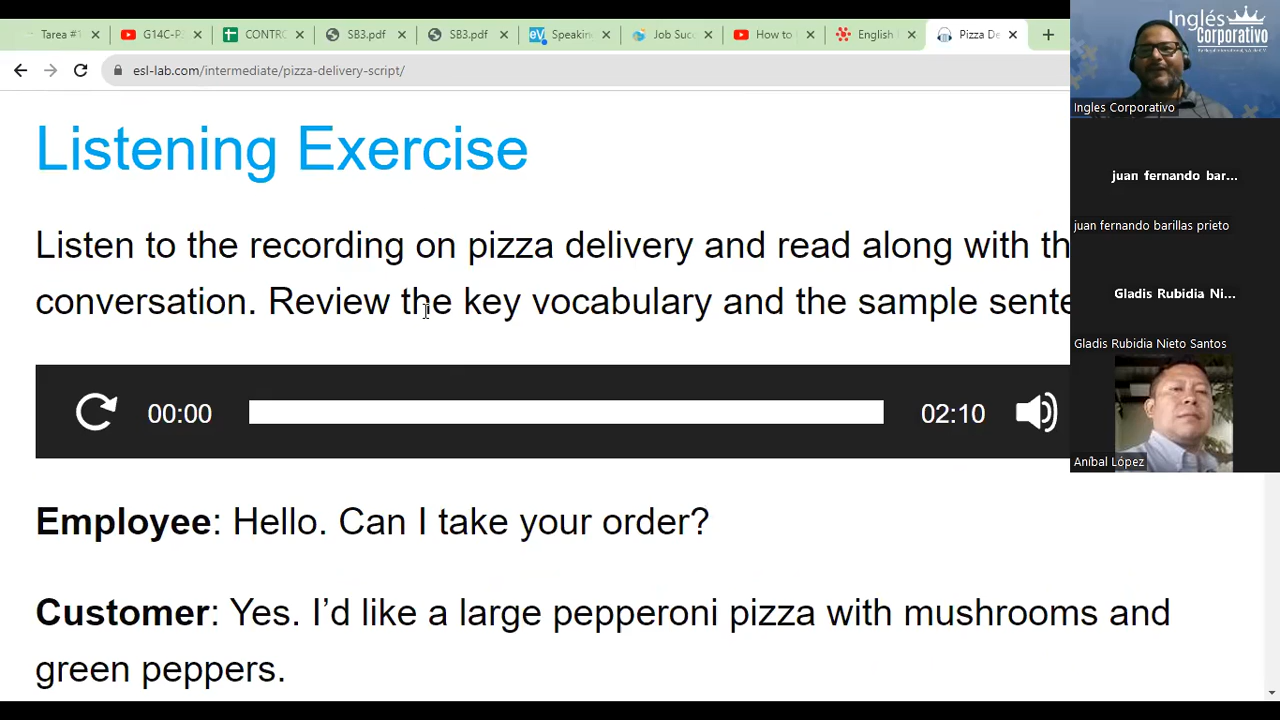 Tarea #1
G14C-P
CONTRC
SB3.pdf
SB3.pdf
Speakin
Job Suc
How to
English
Pizza De
esl-lab.com/intermediate/pizza-delivery-script/
Inglés
Corporativo
Ingles Corporativo
Listening Exercise
juan fernando bar...
juan fernando barillas prieto
Listen to the recording on pizza delivery and read along with th
conversation. Review the key vocabulary and the sample sente
Gladis Rubidia Ni...
Gladis Rubidia Nieto Santos
00:00
02:10
Aníbal López
Employee: Hello. Can I take your order?
Customer: Yes. I’d like a large pepperoni pizza with mushrooms and
green peppers.